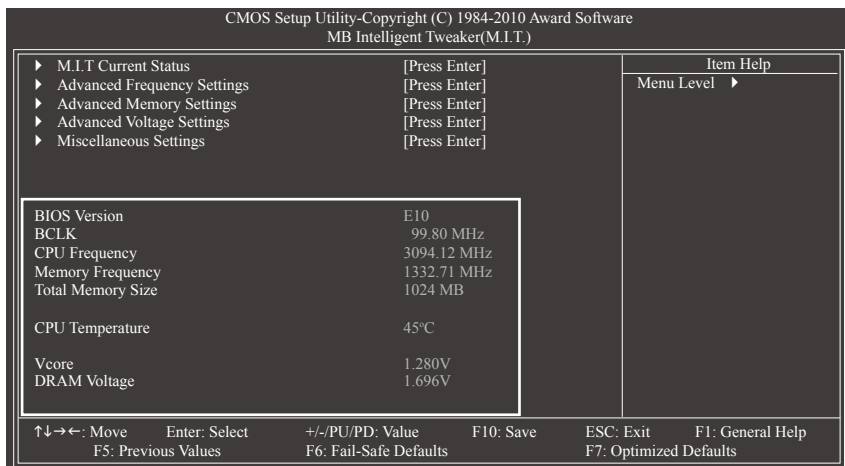 CMOS Setup Utility-Copyright (C) 1984-2010 Award Software
MB Intelligent Tweaker(M.I.T.)
▶ M.I.T Current Status [Press Enter]
▶ Advanced Frequency Settings [Press Enter]
▶ Advanced Memory Settings [Press Enter]
▶ Advanced Voltage Settings [Press Enter]
▶ Miscellaneous Settings [Press Enter]
Item Help
Menu Level ▶
BIOS Version E10
BCLK 99.80 MHz
CPU Frequency 3094.12 MHz
Memory Frequency 1332.71 MHz
Total Memory Size 1024 MB
CPU Temperature 45°C
Vcore 1.280V
DRAM Voltage 1.696V
↑↓→←: Move Enter: Select +/-/PU/PD: Value F10: Save ESC: Exit F1: General Help
F5: Previous Values F6: Fail-Safe Defaults F7: Optimized Defaults